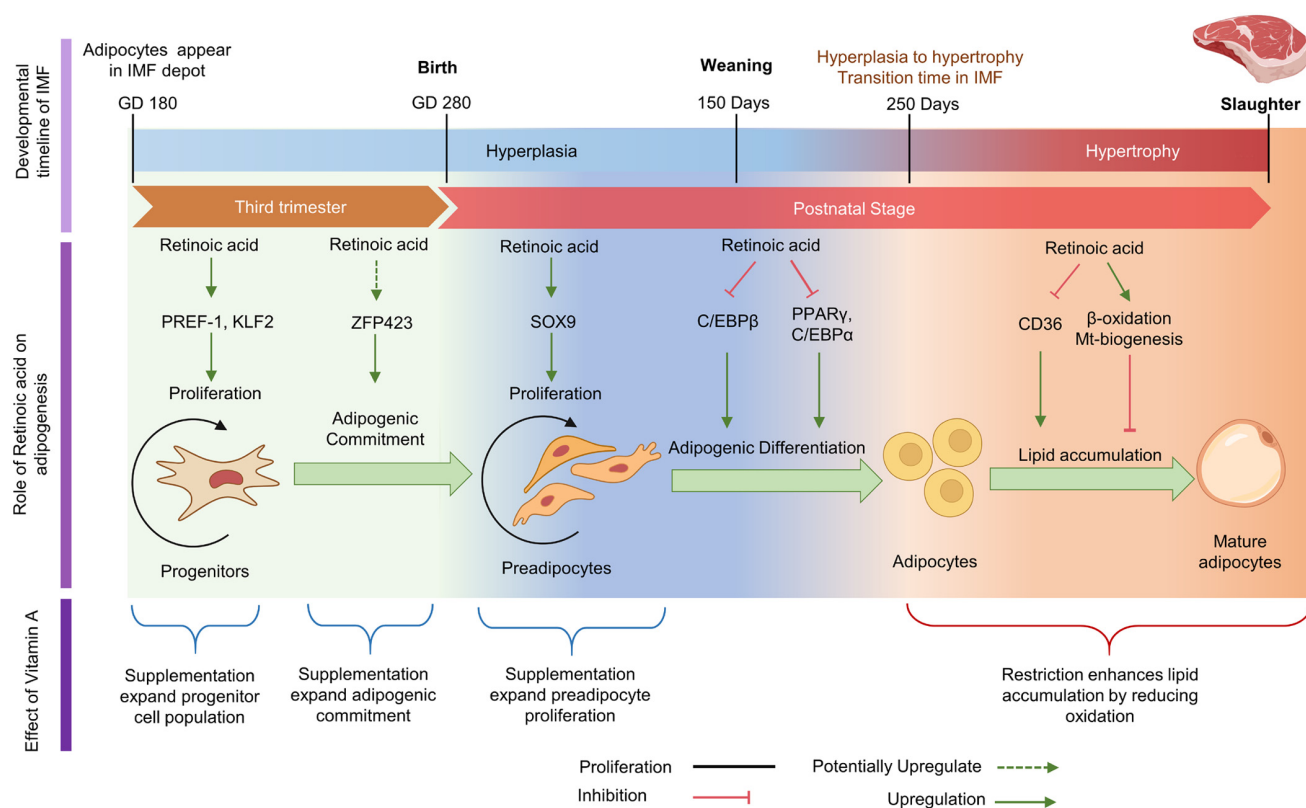 Developmental
timeline of IMF
Adipocytes appear
in IMF depot
GD 180
Birth
GD 280
Weaning
150 Days
Hyperplasia to hypertrophy
Transition time in IMF
250 Days
Slaughter
Hyperplasia
Hypertrophy
Third trimester
Postnatal Stage
Role of Retinoic acid on
adipogenesis
Retinoic acid
Retinoic acid
Retinoic acid
Retinoic acid
Retinoic acid
PREF-1, KLF2
ZFP423
SOX9
C/EBPβ
PPARγ,
C/EBPα
CD36
β-oxidation
Mt-biogenesis
Proliferation
Adipogenic
Commitment
Proliferation
Adipogenic Differentiation
Lipid accumulation
Progenitors
Preadipocytes
Adipocytes
Mature
adipocytes
Effect of Vitamin A
Supplementation
expand progenitor
cell population
Supplementation
expand adipogenic
commitment
Supplementation
expand preadipocyte
proliferation
Restriction enhances lipid
accumulation by reducing
oxidation
Proliferation
Inhibition
Potentially Upregulate
Upregulation